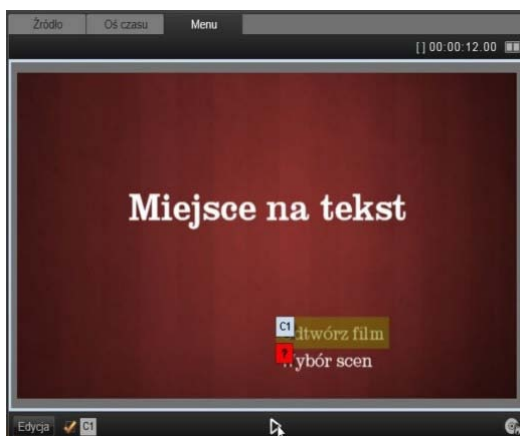 Źródło Oś czasu Menu
[ ] 00:00:12.00
Miejsce na tekst
C1 dtwórz film
? ybór scen
Edycja C1